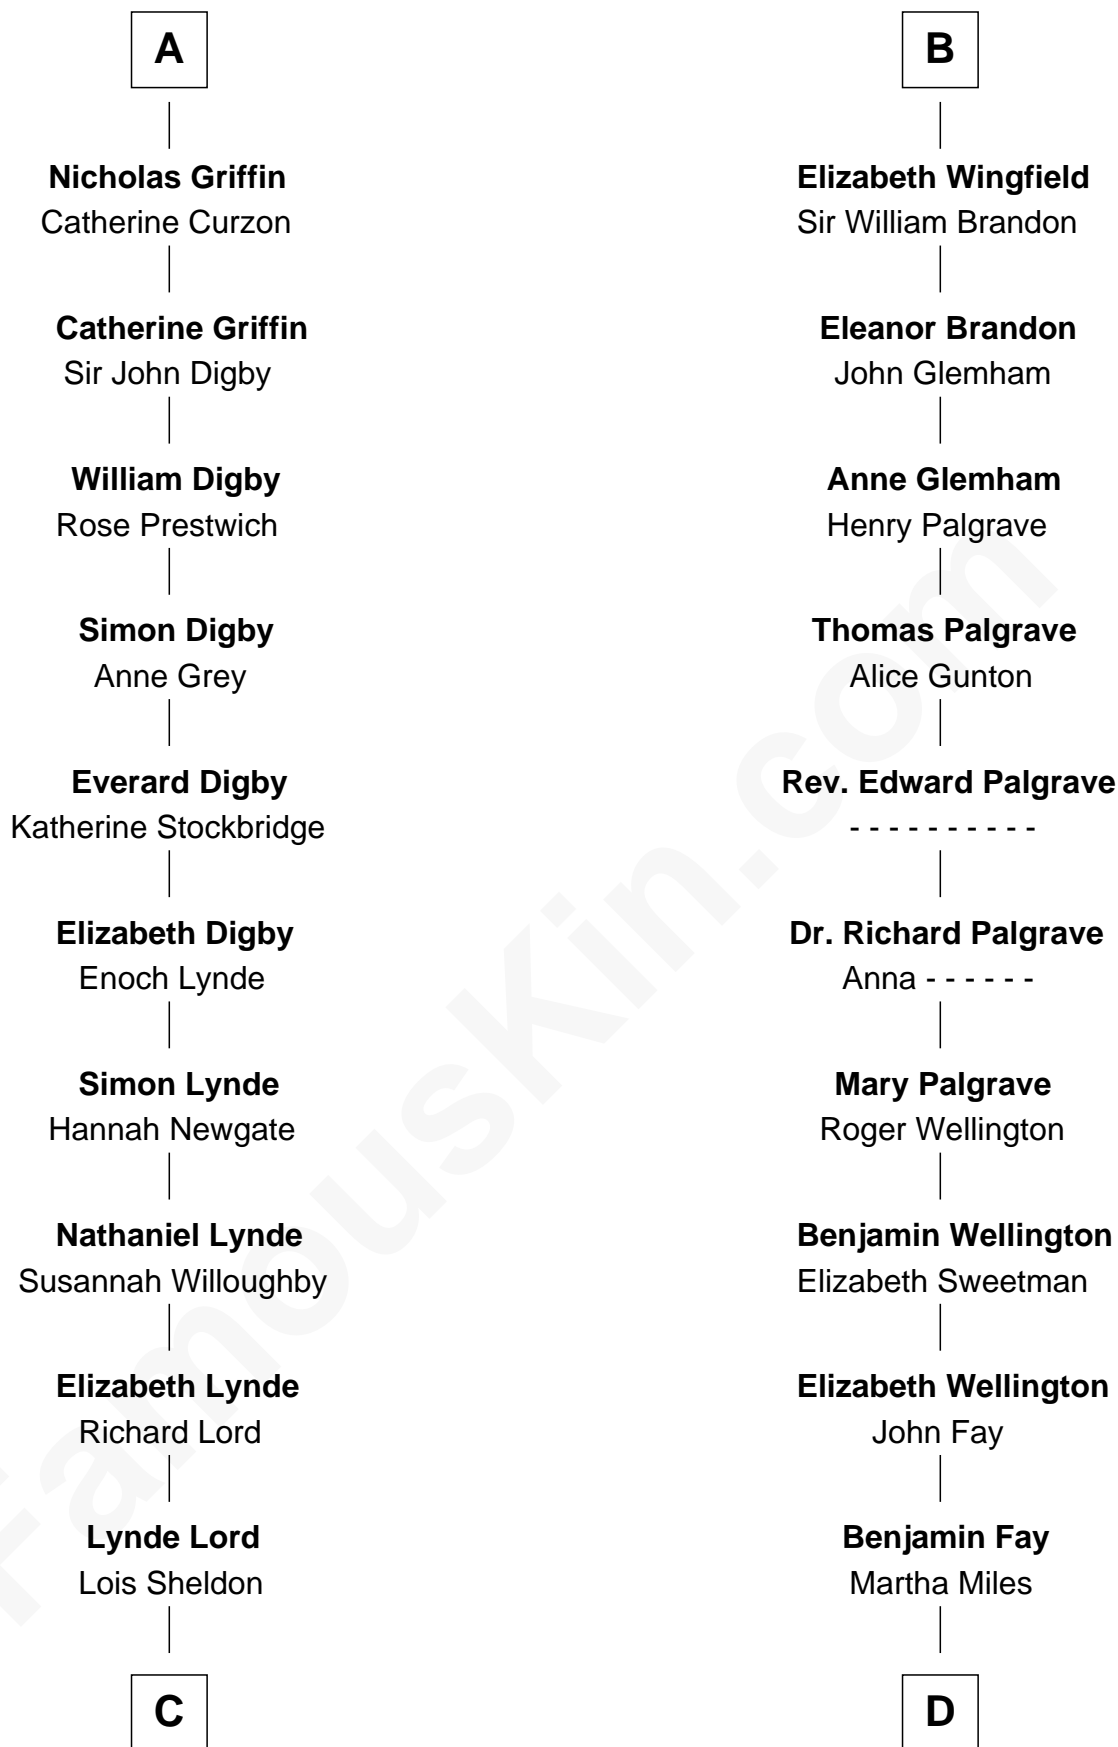 A
Nicholas Griffin
Catherine Curzon
Catherine Griffin
Sir John Digby
William Digby
Rose Prestwich
Simon Digby
Anne Grey
Everard Digby
Katherine Stockbridge
Elizabeth Digby
Enoch Lynde
Simon Lynde
Hannah Newgate
Nathaniel Lynde
Susannah Willoughby
Elizabeth Lynde
Richard Lord
Lynde Lord
Lois Sheldon
C
B
Elizabeth Wingfield
Sir William Brandon
Eleanor Brandon
John Glemham
Anne Glemham
Henry Palgrave
Thomas Palgrave
Alice Gunton
Rev. Edward Palgrave
- - - - - - - - - -
Dr. Richard Palgrave
Anna - - - - - -
Mary Palgrave
Roger Wellington
Benjamin Wellington
Elizabeth Sweetman
Elizabeth Wellington
John Fay
Benjamin Fay
Martha Miles
D
FamousKin.com